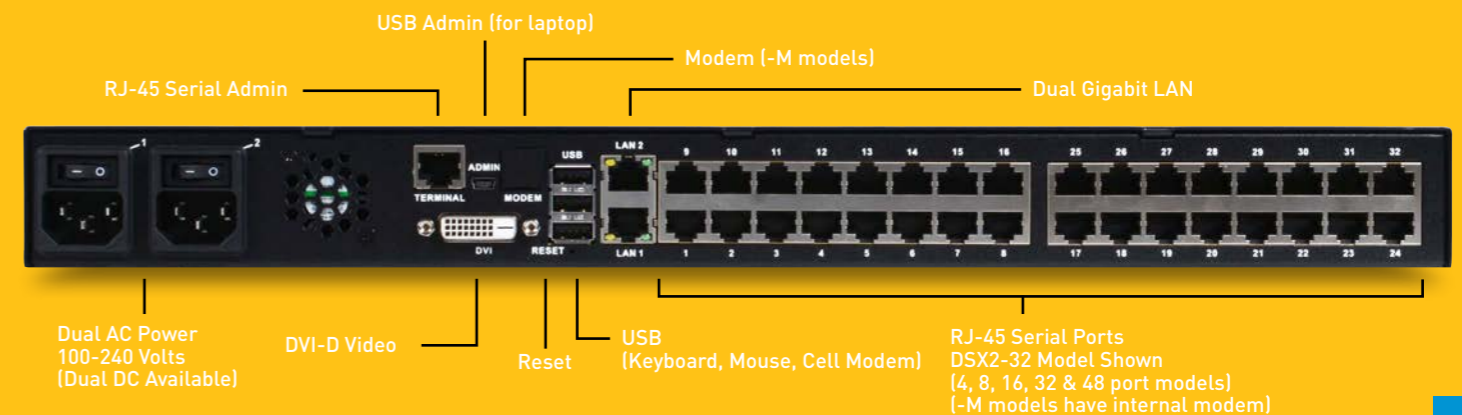 USB Admin (for laptop)
Modem (-M models)
RJ-45 Serial Admin
Dual Gigabit LAN
1
2
ADMIN
TERMINAL
MODEM
DVI
RESET
USB
LAN 2
LAN 1
9 10 11 12 13 14 15 16
25 26 27 28 29 30 31 32
1 2 3 4 5 6 7 8
17 18 19 20 21 22 23 24
Dual AC Power
100-240 Volts
(Dual DC Available)
DVI-D Video
Reset
USB
(Keyboard, Mouse, Cell Modem)
RJ-45 Serial Ports
DSX2-32 Model Shown
(4, 8, 16, 32 & 48 port models)
(-M models have internal modem)